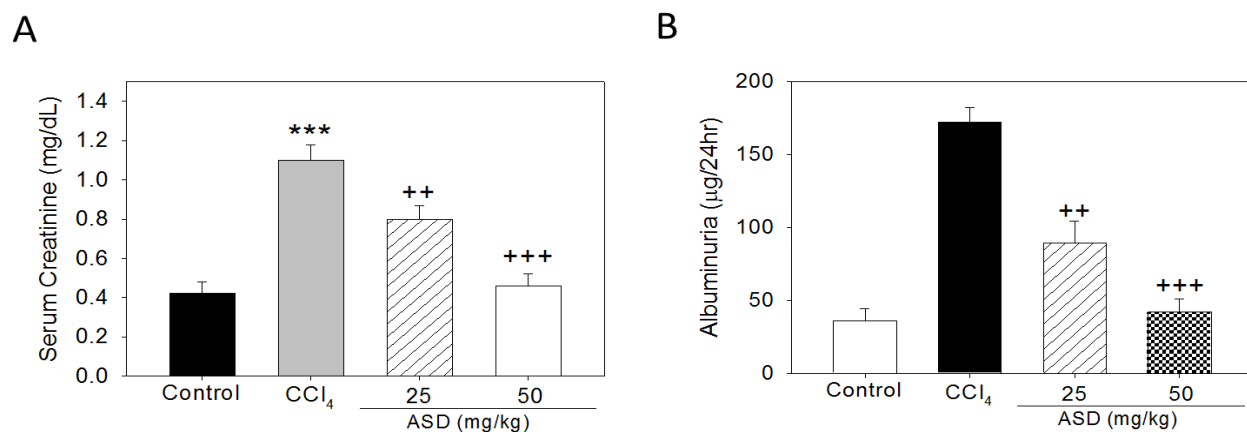 A
Serum Creatinine (mg/dL)
1.4
1.2
1.0
0.8
0.6
0.4
0.2
0.0
***
++
+++
Control
CCl₄
25
50
ASD (mg/kg)
B
Albuminuria (µg/24hr)
200
150
100
50
0
++
+++
Control
CCl₄
25
50
ASD (mg/kg)